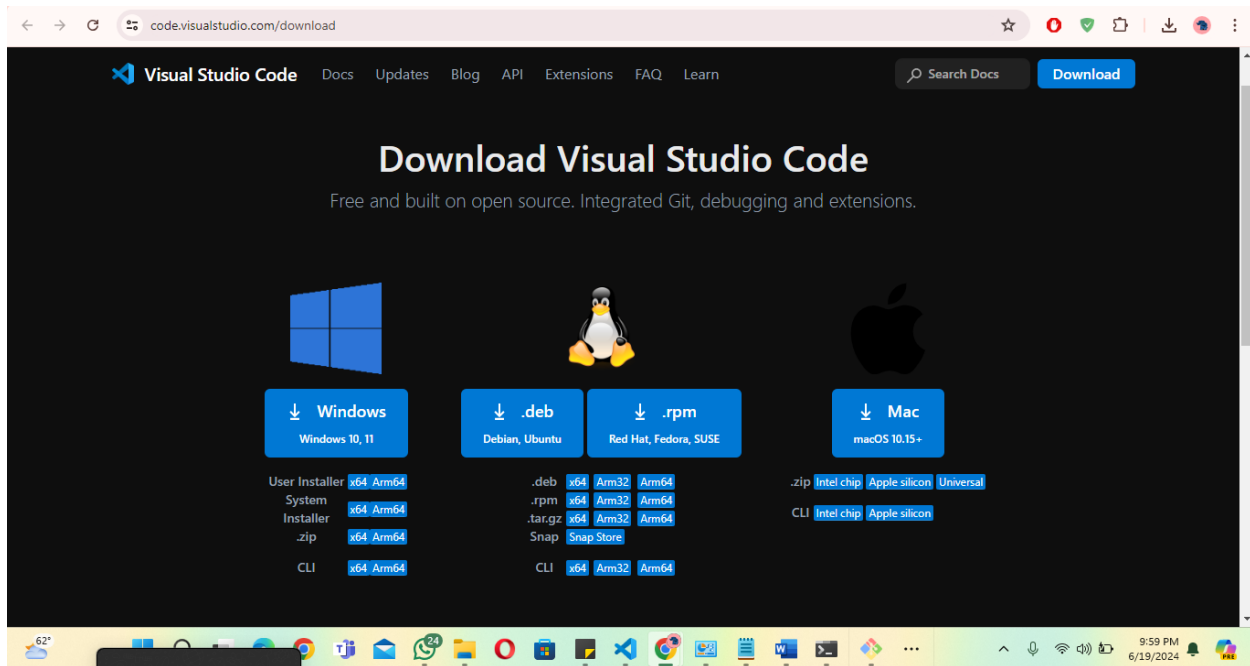 code.visualstudio.com/download
Visual Studio Code Docs Updates Blog API Extensions FAQ Learn Search Docs Download
Download Visual Studio Code
Free and built on open source. Integrated Git, debugging and extensions.
Windows
Windows 10, 11
.deb
Debian, Ubuntu
.rpm
Red Hat, Fedora, SUSE
Mac
macOS 10.15+
User Installer x64 Arm64
System Installer x64 Arm64
.zip x64 Arm64
CLI x64 Arm64
.deb x64 Arm32 Arm64
.rpm x64 Arm32 Arm64
.tar.gz x64 Arm32 Arm64
Snap Snap Store
CLI x64 Arm32 Arm64
.zip Intel chip Apple silicon Universal
CLI Intel chip Apple silicon
62°
24
9:59 PM
6/19/2024
PRE